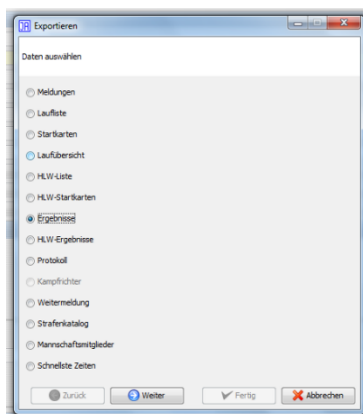 JA Exportieren
Daten auswählen
Meldungen
Laufliste
Startkarten
Laufübersicht
HLW-Liste
HLW-Startkarten
Ergebnisse
HLW-Ergebnisse
Protokoll
Kampfrichter
Weitermeldung
Strafenkatalog
Mannschaftsmitglieder
Schnellste Zeiten
Zurück Weiter Fertig Abbrechen